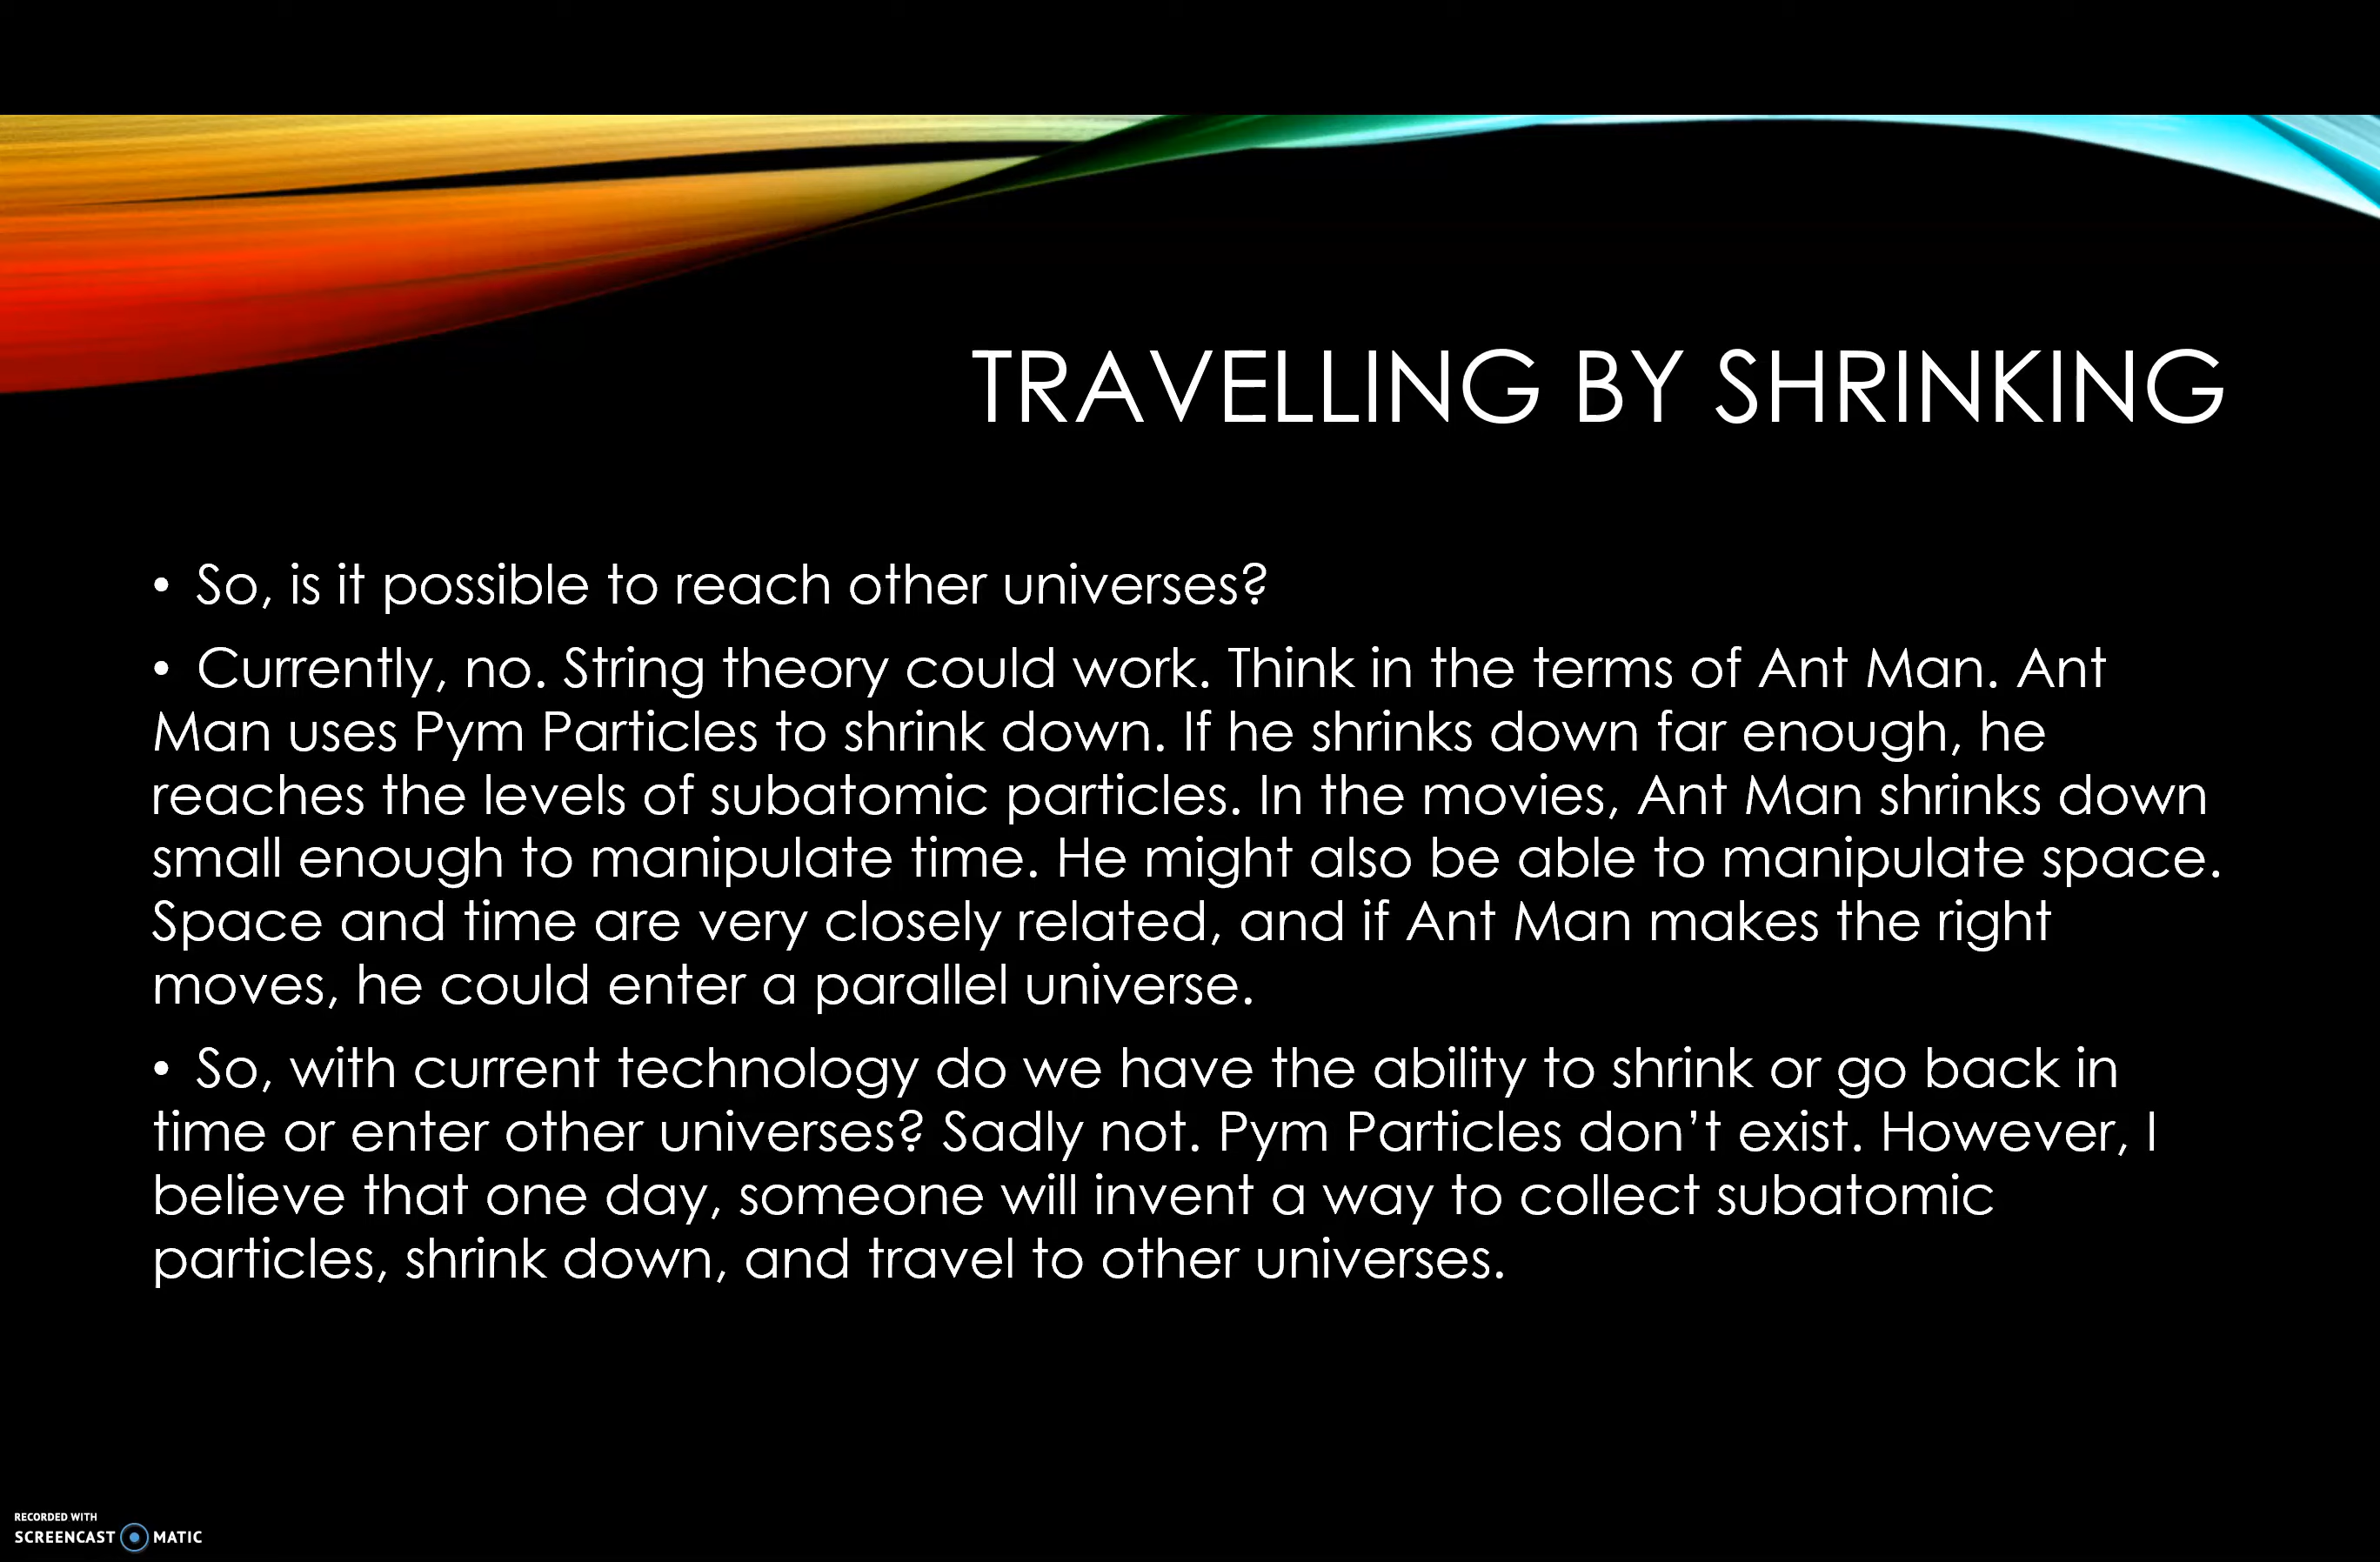 TRAVELLING BY SHRINKING
• So, is it possible to reach other universes?
• Currently, no. String theory could work. Think in the terms of Ant Man. Ant
Man uses Pym Particles to shrink down. If he shrinks down far enough, he
reaches the levels of subatomic particles. In the movies, Ant Man shrinks down
small enough to manipulate time. He might also be able to manipulate space.
Space and time are very closely related, and if Ant Man makes the right
moves, he could enter a parallel universe.
• So, with current technology do we have the ability to shrink or go back in
time or enter other universes? Sadly not. Pym Particles don’t exist. However, I
believe that one day, someone will invent a way to collect subatomic
particles, shrink down, and travel to other universes.
RECORDED WITH
SCREENCAST MATIC